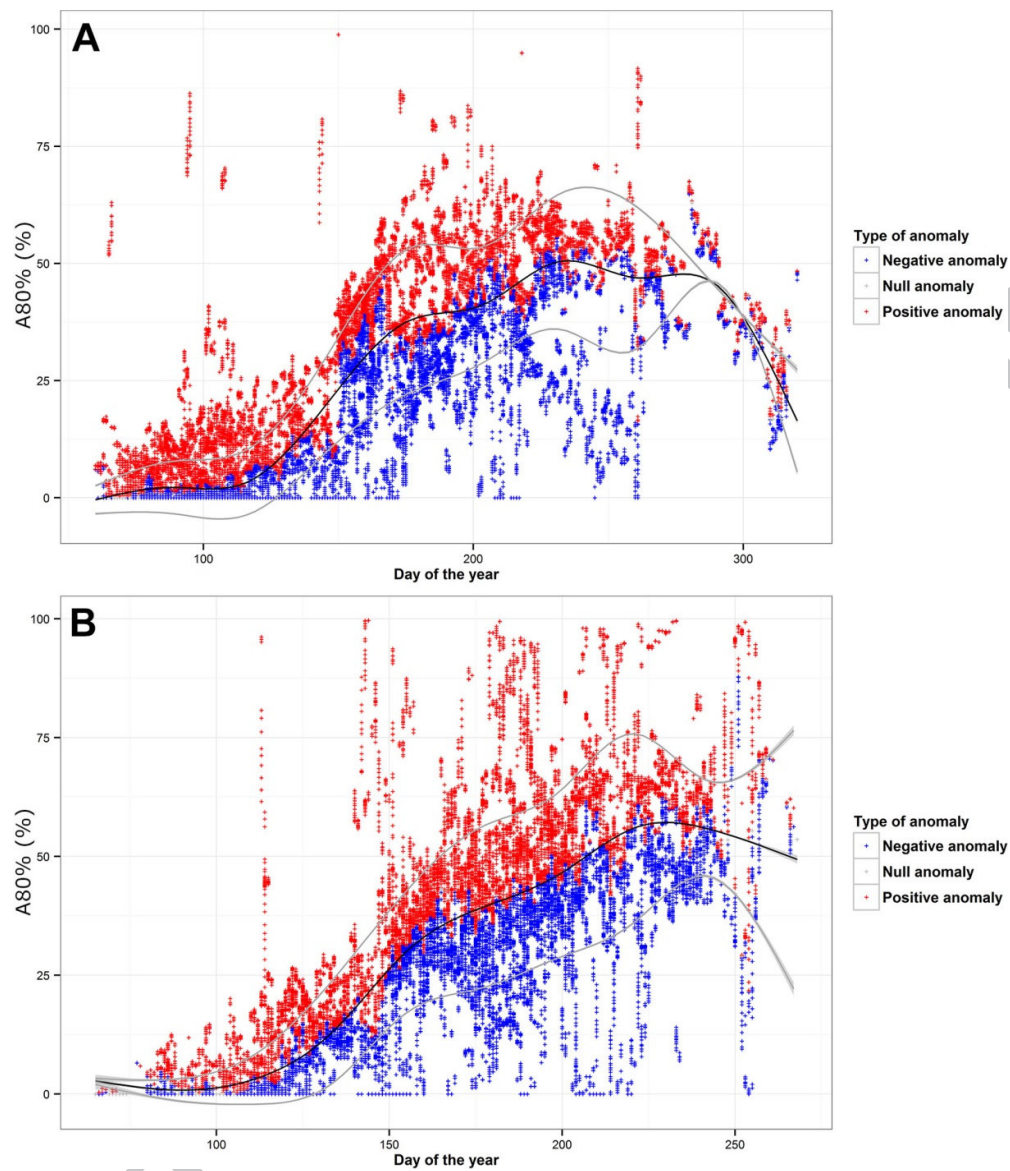 A
100
75
50
25
0
A80% (%)
100
200
300
Day of the year
Type of anomaly
Negative anomaly
Null anomaly
Positive anomaly
B
100
75
50
25
0
A80% (%)
100
150
200
250
Day of the year
Type of anomaly
Negative anomaly
Null anomaly
Positive anomaly